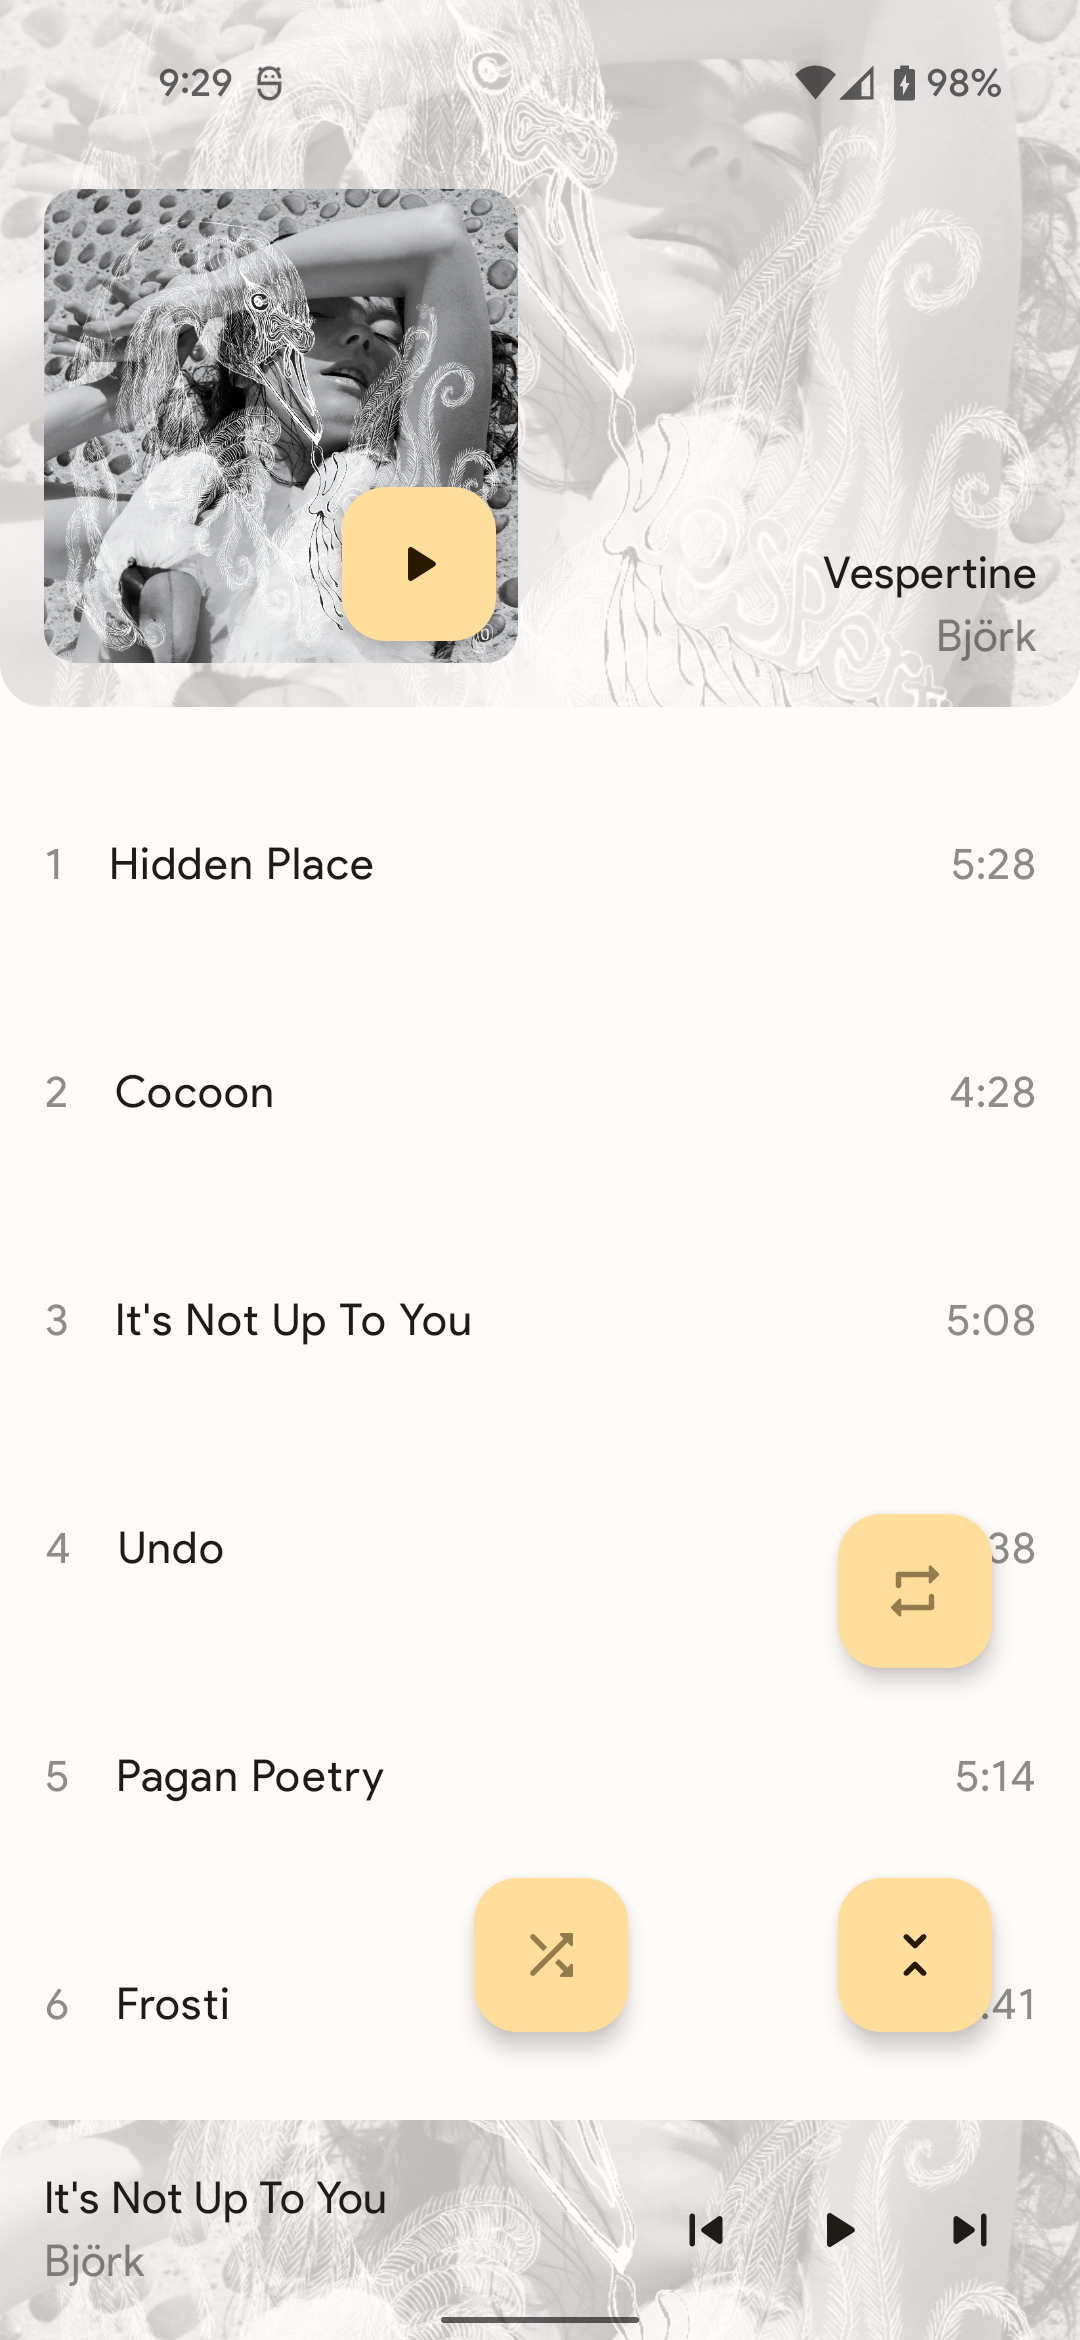 9:29 98%
Vespertine
Björk
1 Hidden Place 5:28
2 Cocoon 4:28
3 It's Not Up To You 5:08
4 Undo 38
5 Pagan Poetry 5:14
6 Frosti :41
It's Not Up To You
Björk